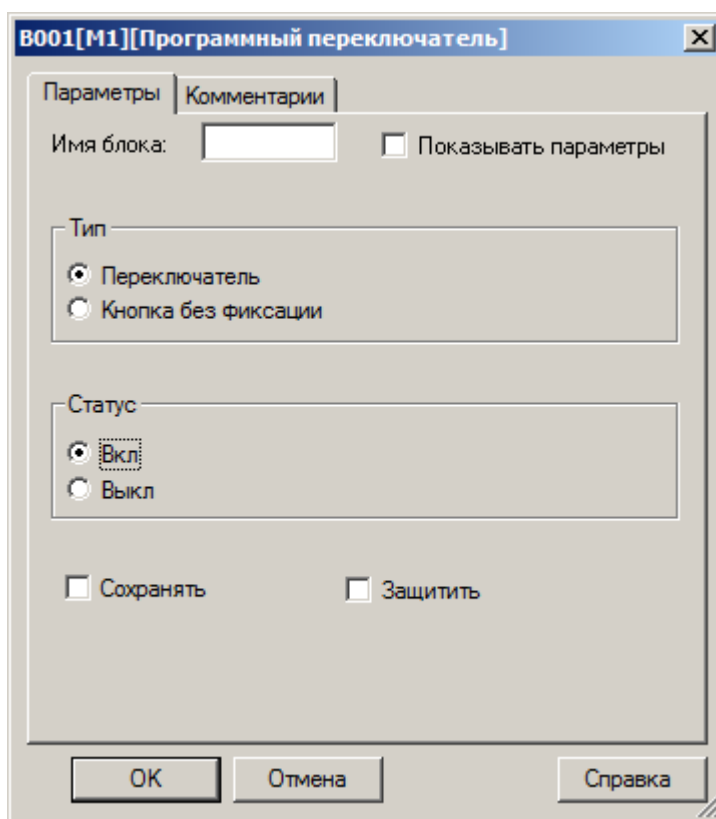 B001[M1][Программный переключатель]
Параметры Комментарии
Имя блока: Показывать параметры
Тип
Переключатель
Кнопка без фиксации
Статус
Вкл
Выкл
Сохранять Защитить
OK Отмена Справка